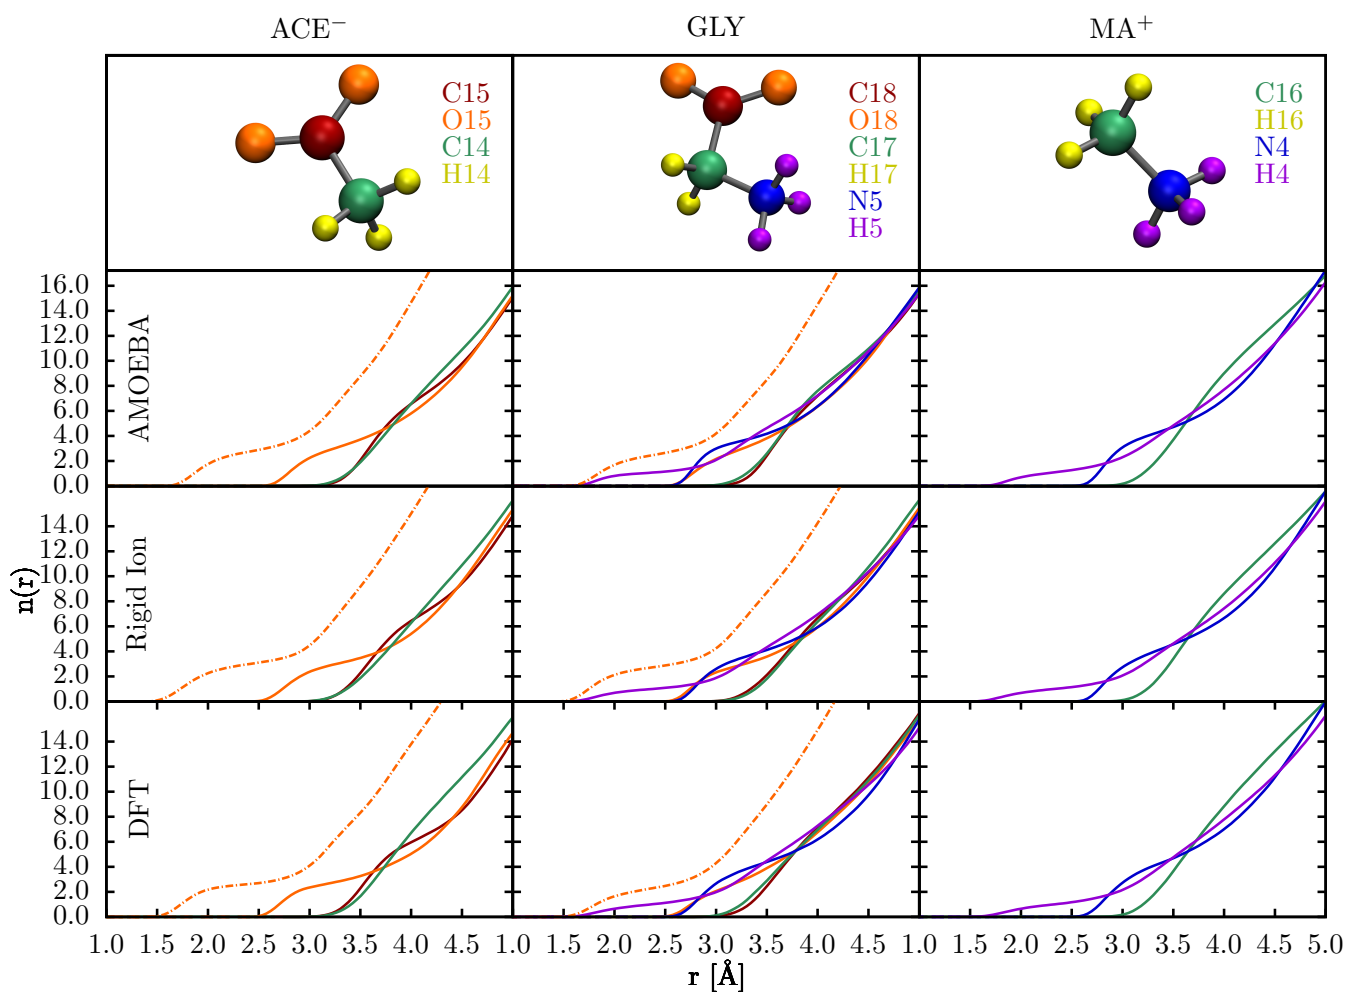 ACE⁻ GLY MA⁺
C15
O15
C14
H14
C18
O18
C17
H17
N5
H5
C16
H16
N4
H4
AMOEBA
16.0
14.0
12.0
10.0
8.0
6.0
4.0
2.0
0.0
n(r)
Rigid Ion
14.0
12.0
10.0
8.0
6.0
4.0
2.0
0.0
DFT
14.0
12.0
10.0
8.0
6.0
4.0
2.0
0.0
1.0 1.5 2.0 2.5 3.0 3.5 4.0 4.5 1.0 1.5 2.0 2.5 3.0 3.5 4.0 4.5 1.0 1.5 2.0 2.5 3.0 3.5 4.0 4.5 5.0
r [Å]